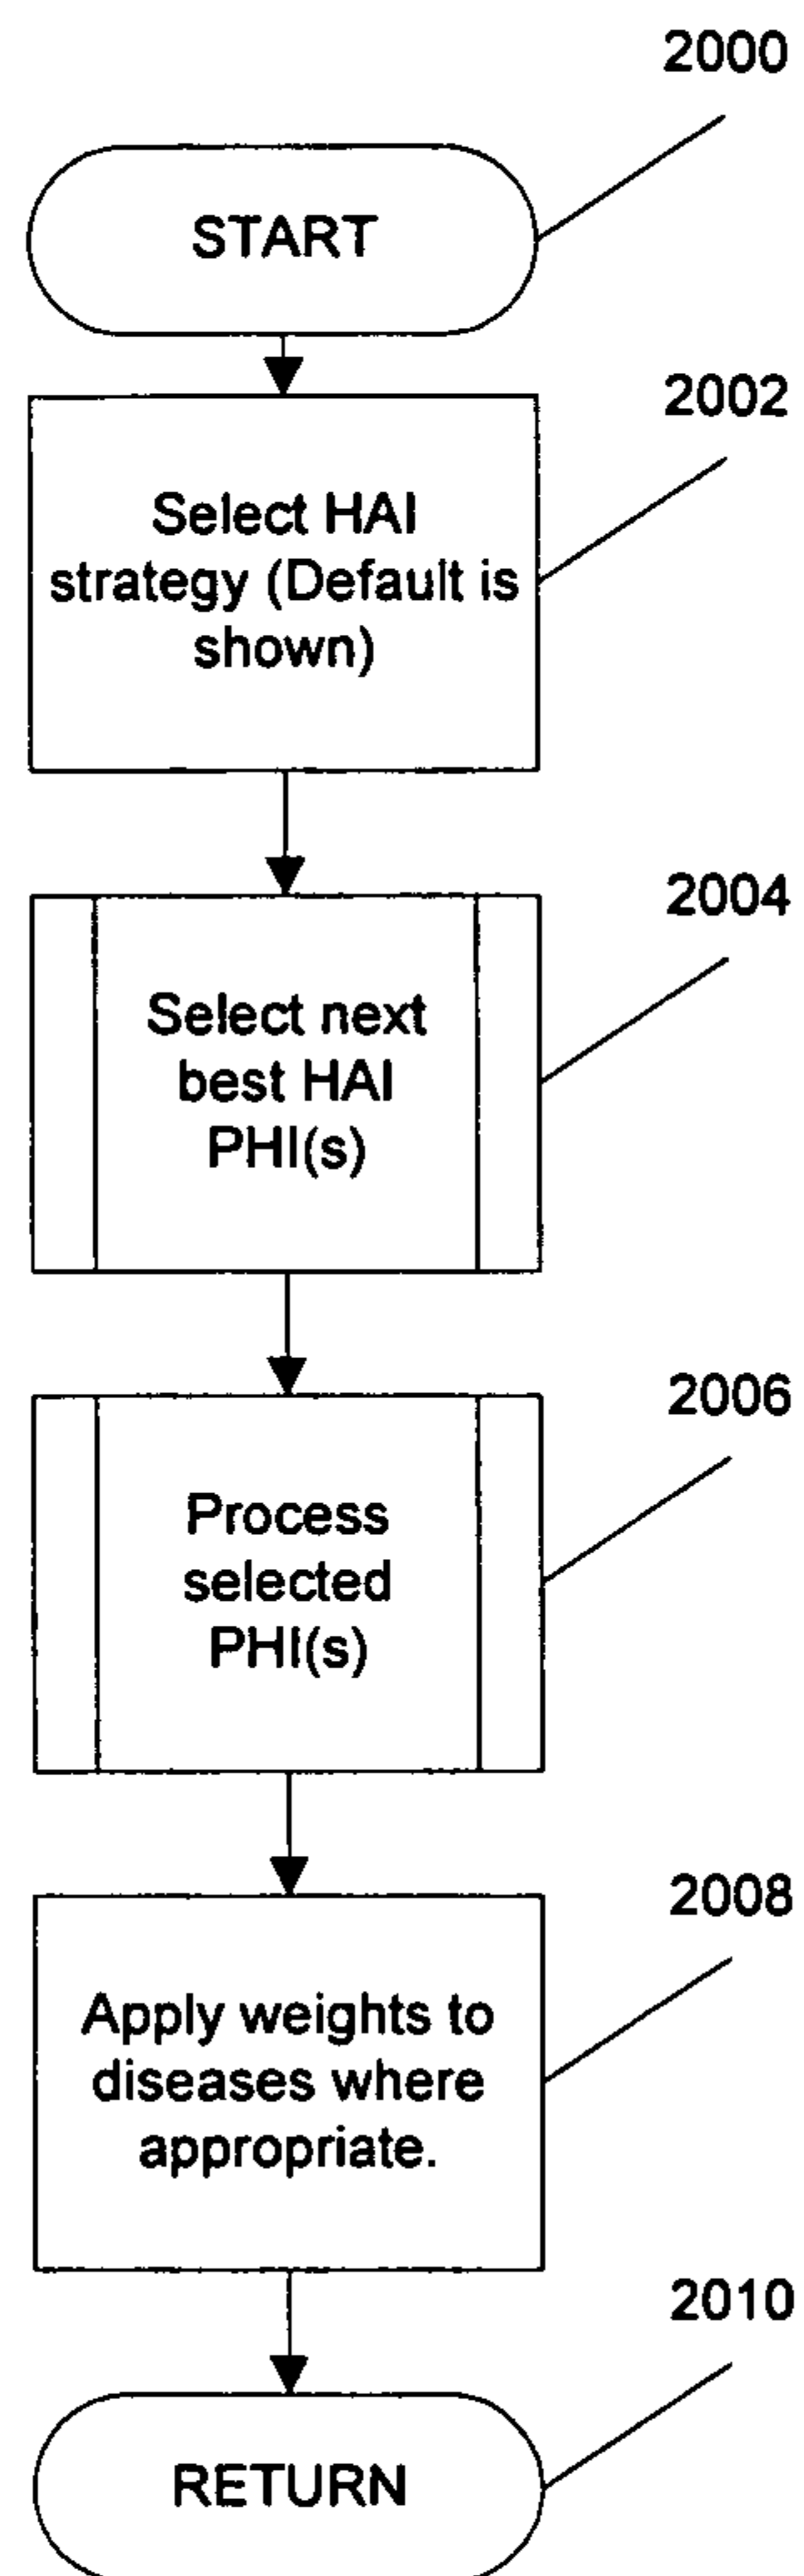 2000
START
2002
Select HAI
strategy (Default is
shown)
2004
Select next
best HAI
PHI(s)
2006
Process
selected
PHI(s)
2008
Apply weights to
diseases where
appropriate.
2010
RETURN